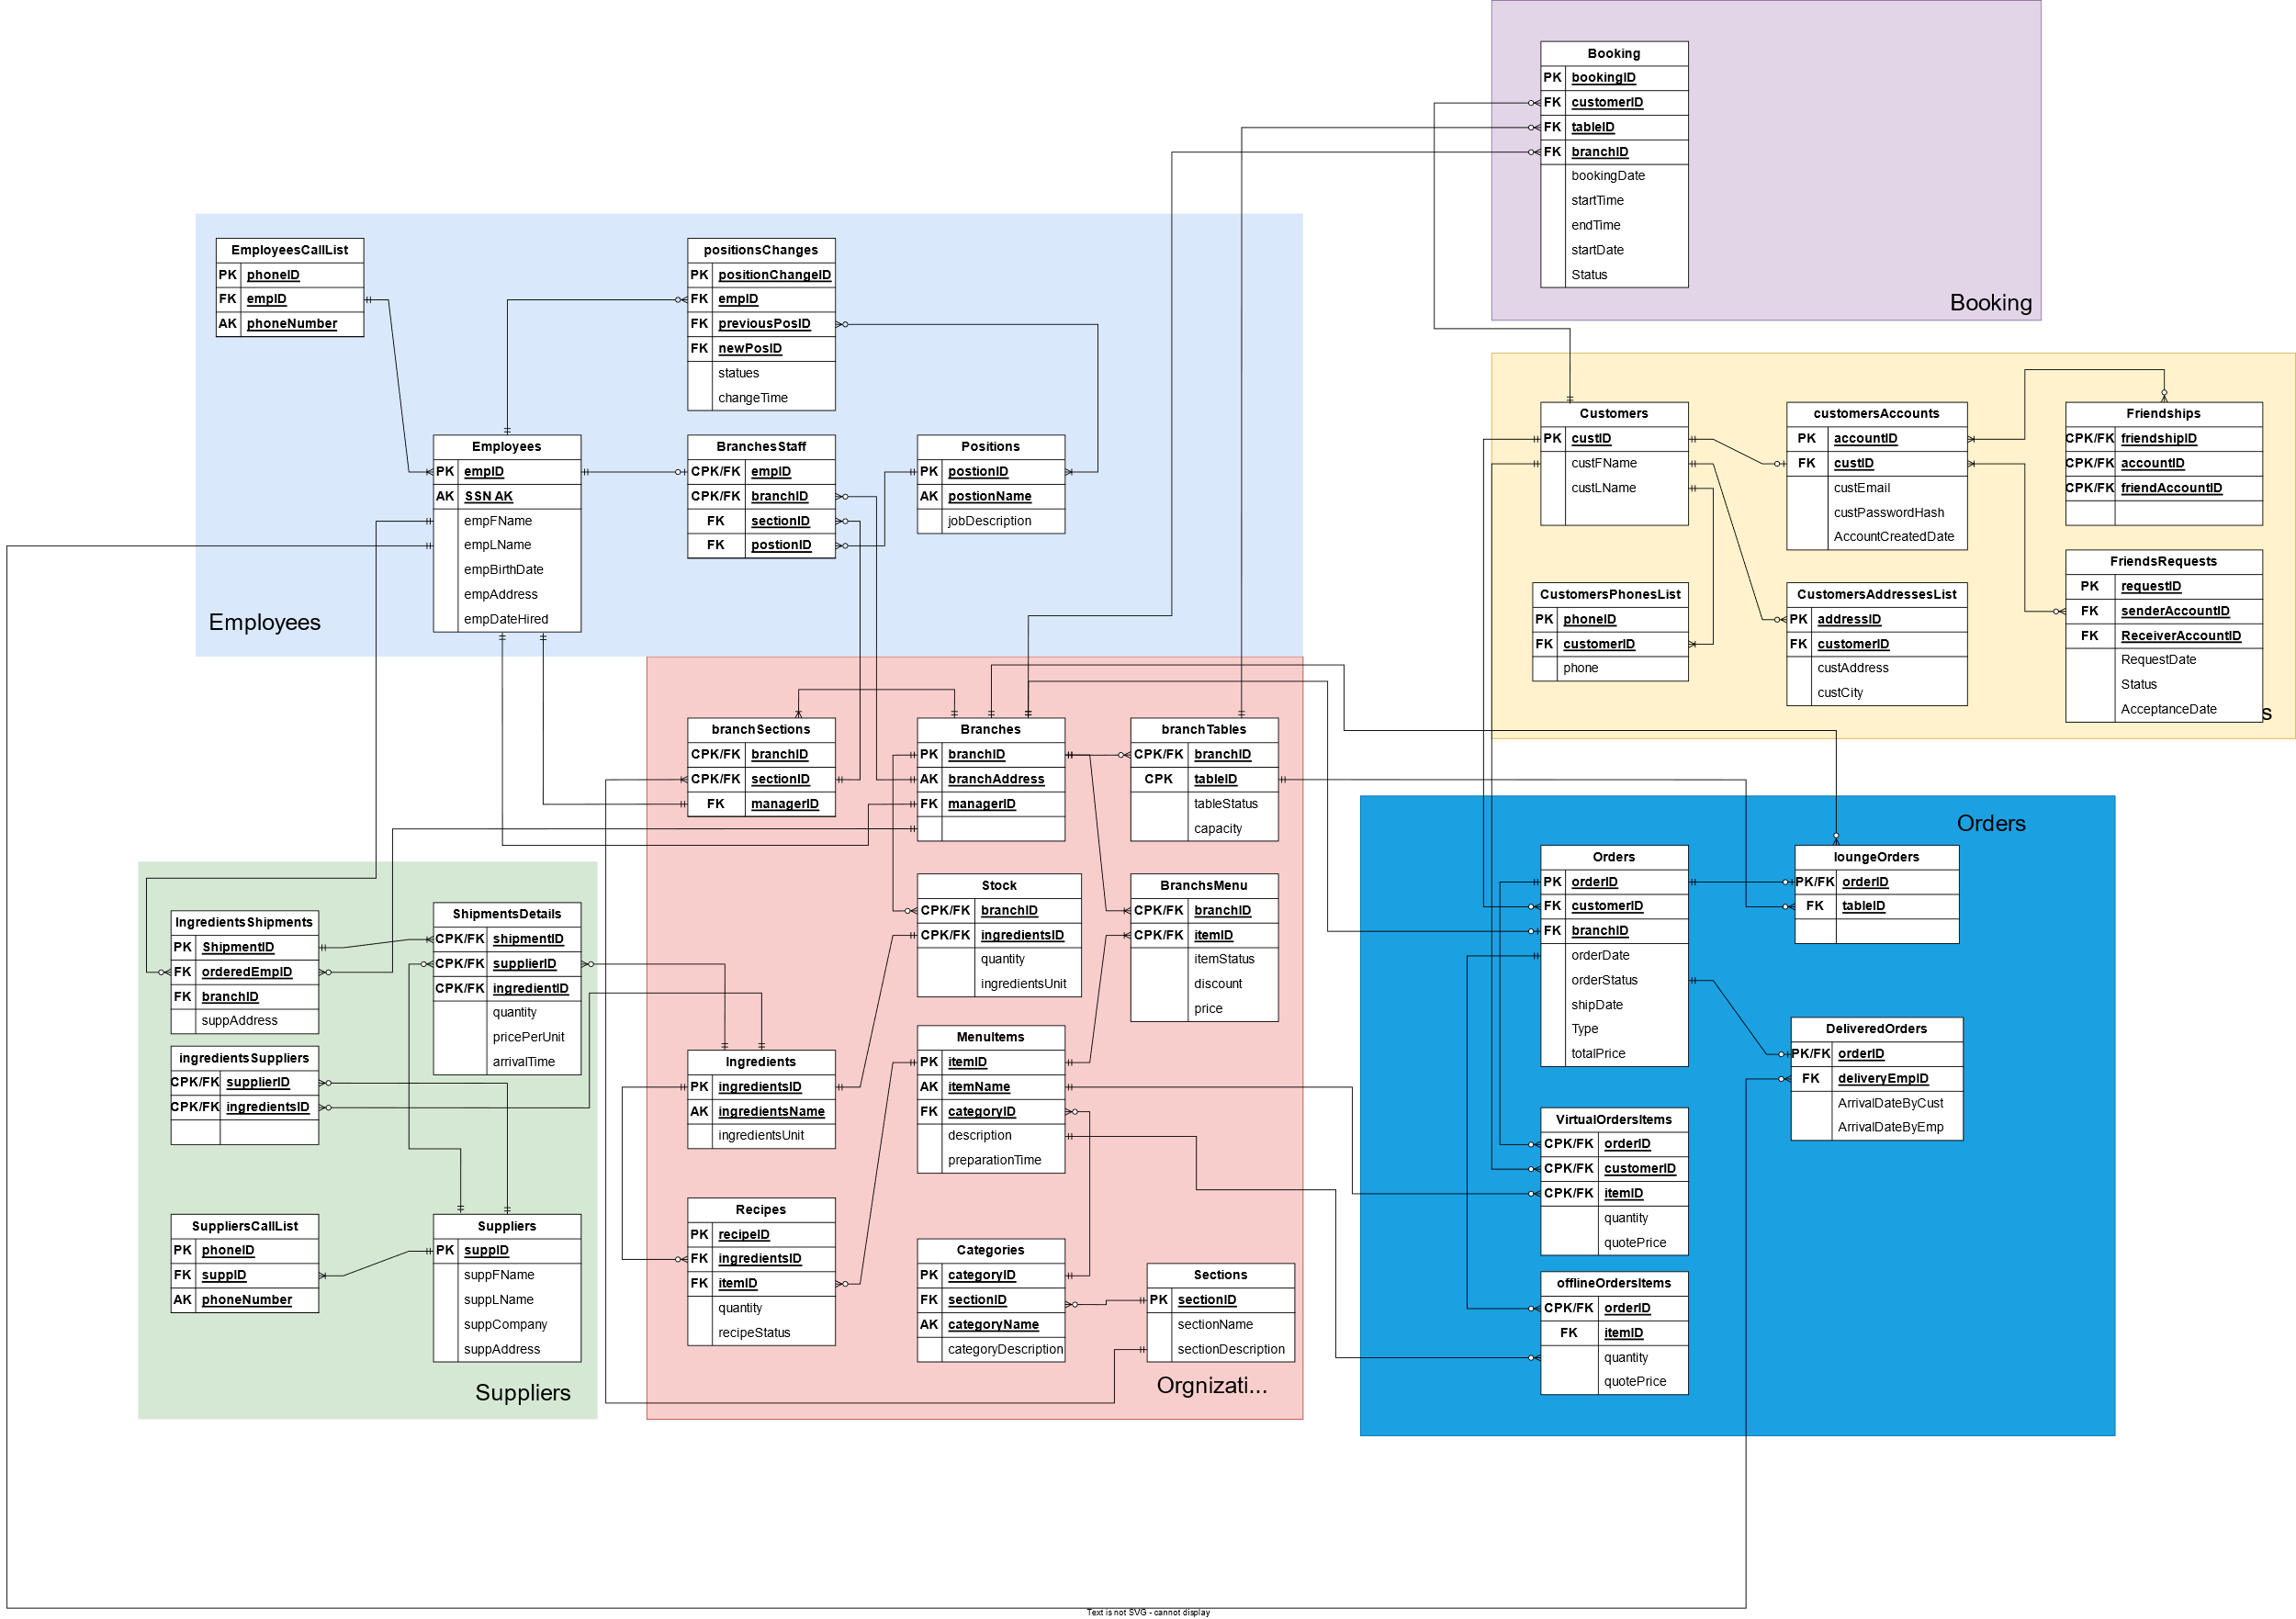 Booking
PK bookingID
FK customerID
FK tableID
FK branchID
bookingDate
startTime
endTime
startDate
Status
Booking
EmployeesCallList
PK phoneID
FK empID
AK phoneNumber
positionsChanges
PK positionChangeID
FK empID
FK previousPosID
FK newPosID
statues
changeTime
Employees
PK empID
AK SSN AK
empFName
empLName
empBirthDate
empAddress
empDateHired
BranchesStaff
CPK/FK empID
CPK/FK branchID
FK sectionID
FK postionID
Positions
PK postionID
AK postionName
jobDescription
Employees
Customers
PK custID
custFName
custLName
customersAccounts
PK accountID
FK custID
custEmail
custPasswordHash
AccountCreatedDate
Friendships
CPK/FK friendshipID
CPK/FK accountID
CPK/FK friendAccountID
CustomersPhonesList
PK phoneID
FK customerID
phone
CustomersAddressesList
PK addressID
FK customerID
custAddress
custCity
FriendsRequests
PK requestID
FK senderAccountID
FK ReceiverAccountID
RequestDate
Status
AcceptanceDate
s
branchSections
CPK/FK branchID
CPK/FK sectionID
FK managerID
Branches
PK branchID
AK branchAddress
FK managerID
branchTables
CPK/FK branchID
CPK tableID
tableStatus
capacity
Stock
CPK/FK branchID
CPK/FK ingredientsID
quantity
ingredientsUnit
BranchsMenu
CPK/FK branchID
CPK/FK itemID
itemStatus
discount
price
Ingredients
PK ingredientsID
AK ingredientsName
ingredientsUnit
MenuItems
PK itemID
AK itemName
FK categoryID
description
preparationTime
Recipes
PK recipeID
FK ingredientsID
FK itemID
quantity
recipeStatus
Categories
PK categoryID
FK sectionID
AK categoryName
categoryDescription
Sections
PK sectionID
sectionName
sectionDescription
Orgnizati...
IngredientsShipments
PK ShipmentID
FK orderedEmpID
FK branchID
suppAddress
ShipmentsDetails
CPK/FK shipmentID
CPK/FK supplierID
CPK/FK ingredientID
quantity
pricePerUnit
arrivalTime
ingredientsSuppliers
CPK/FK supplierID
CPK/FK ingredientsID
SuppliersCallList
PK phoneID
FK suppID
AK phoneNumber
Suppliers
PK suppID
suppFName
suppLName
suppCompany
suppAddress
Suppliers
Orders
Orders
PK orderID
FK customerID
FK branchID
orderDate
orderStatus
shipDate
Type
totalPrice
loungeOrders
PK/FK orderID
FK tableID
DeliveredOrders
PK/FK orderID
FK deliveryEmpID
ArrivalDateByCust
ArrivalDateByEmp
VirtualOrdersItems
CPK/FK orderID
CPK/FK customerID
CPK/FK itemID
quantity
quotePrice
offlineOrdersItems
CPK/FK orderID
FK itemID
quantity
quotePrice
Text is not SVG - cannot display